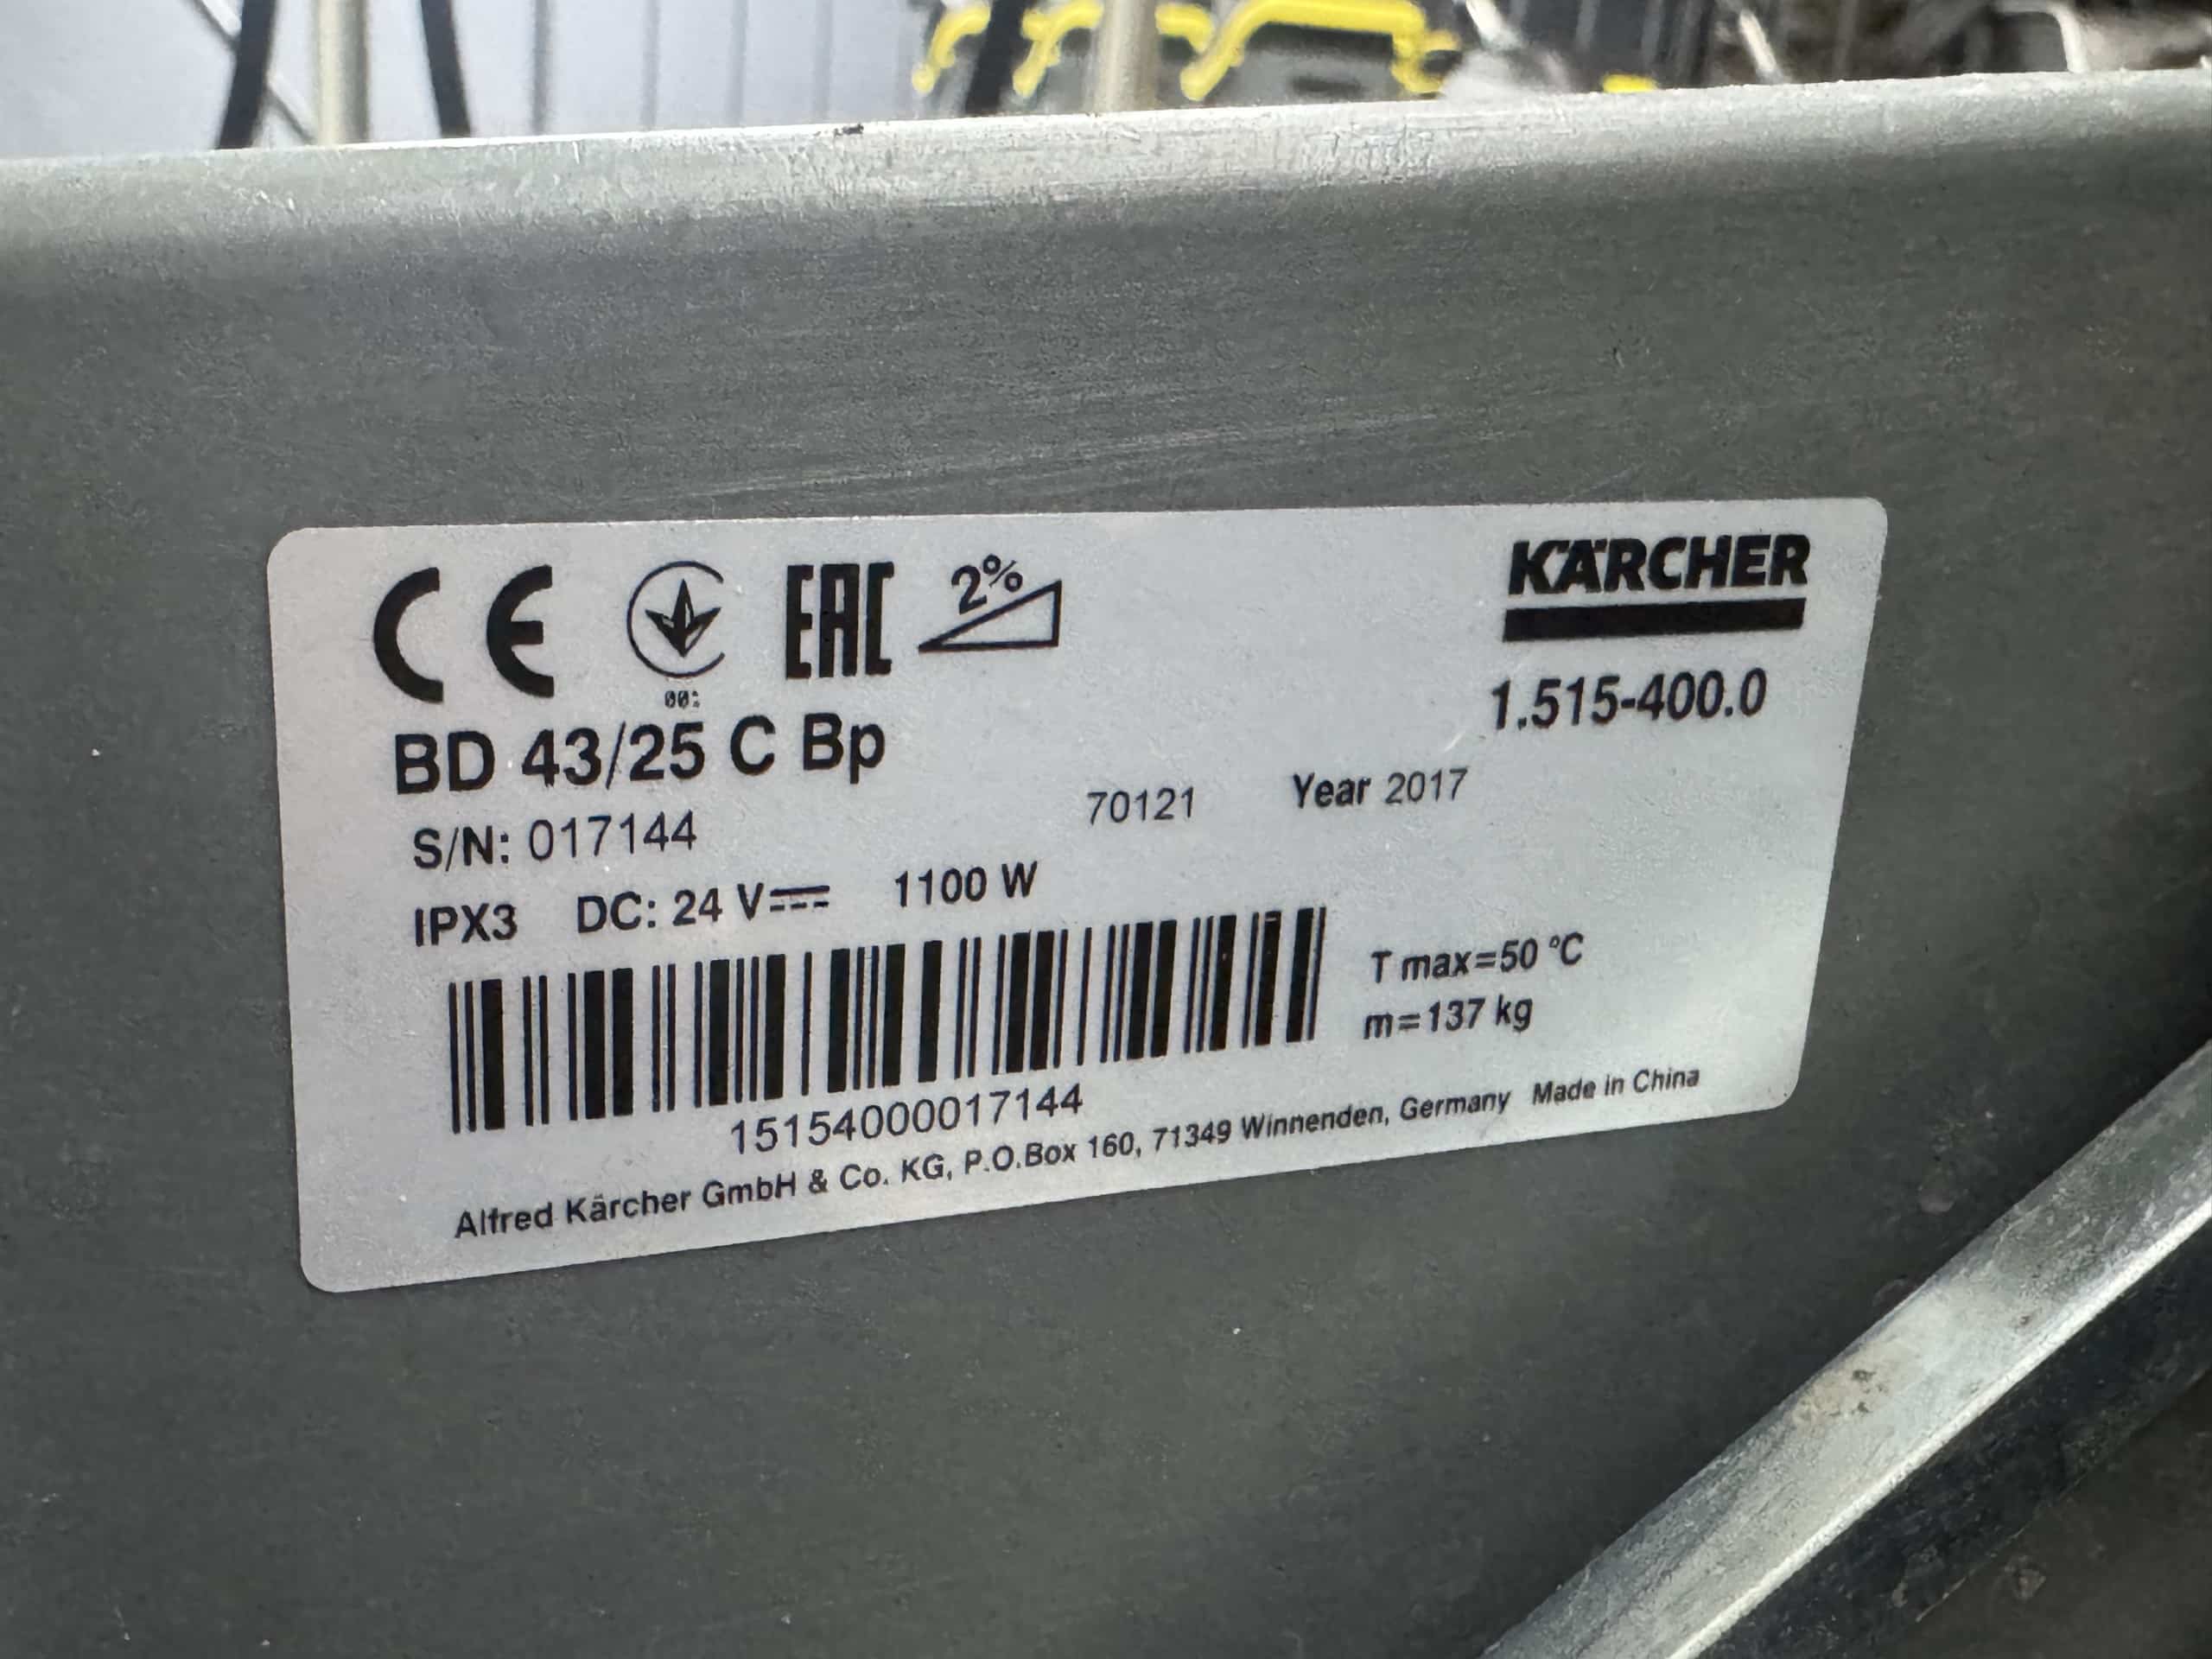 CE EAC 2%
KÄRCHER
1.515-400.0
BD 43/25 C Bp
S/N: 017144 70121 Year 2017
IPX3 DC: 24 V 1100 W
T max=50 °C
m=137 kg
15154000017144
Alfred Kärcher GmbH & Co. KG, P.O.Box 160, 71349 Winnenden, Germany Made in China